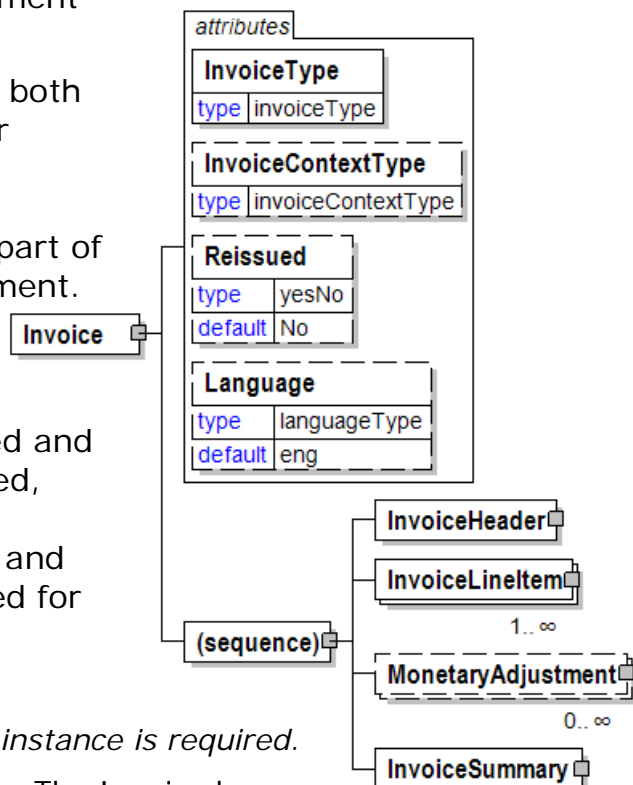 ment
both
r
part of
ment.
ed and
ed,
and
ed for
instance is required.
attributes
InvoiceType
type invoiceType
InvoiceContextType
type invoiceContextType
Reissued
type yesNo
default No
Language
type languageType
default eng
Invoice
(sequence)
InvoiceHeader
InvoiceLineItem
1.. ∞
MonetaryAdjustment
0.. ∞
InvoiceSummary